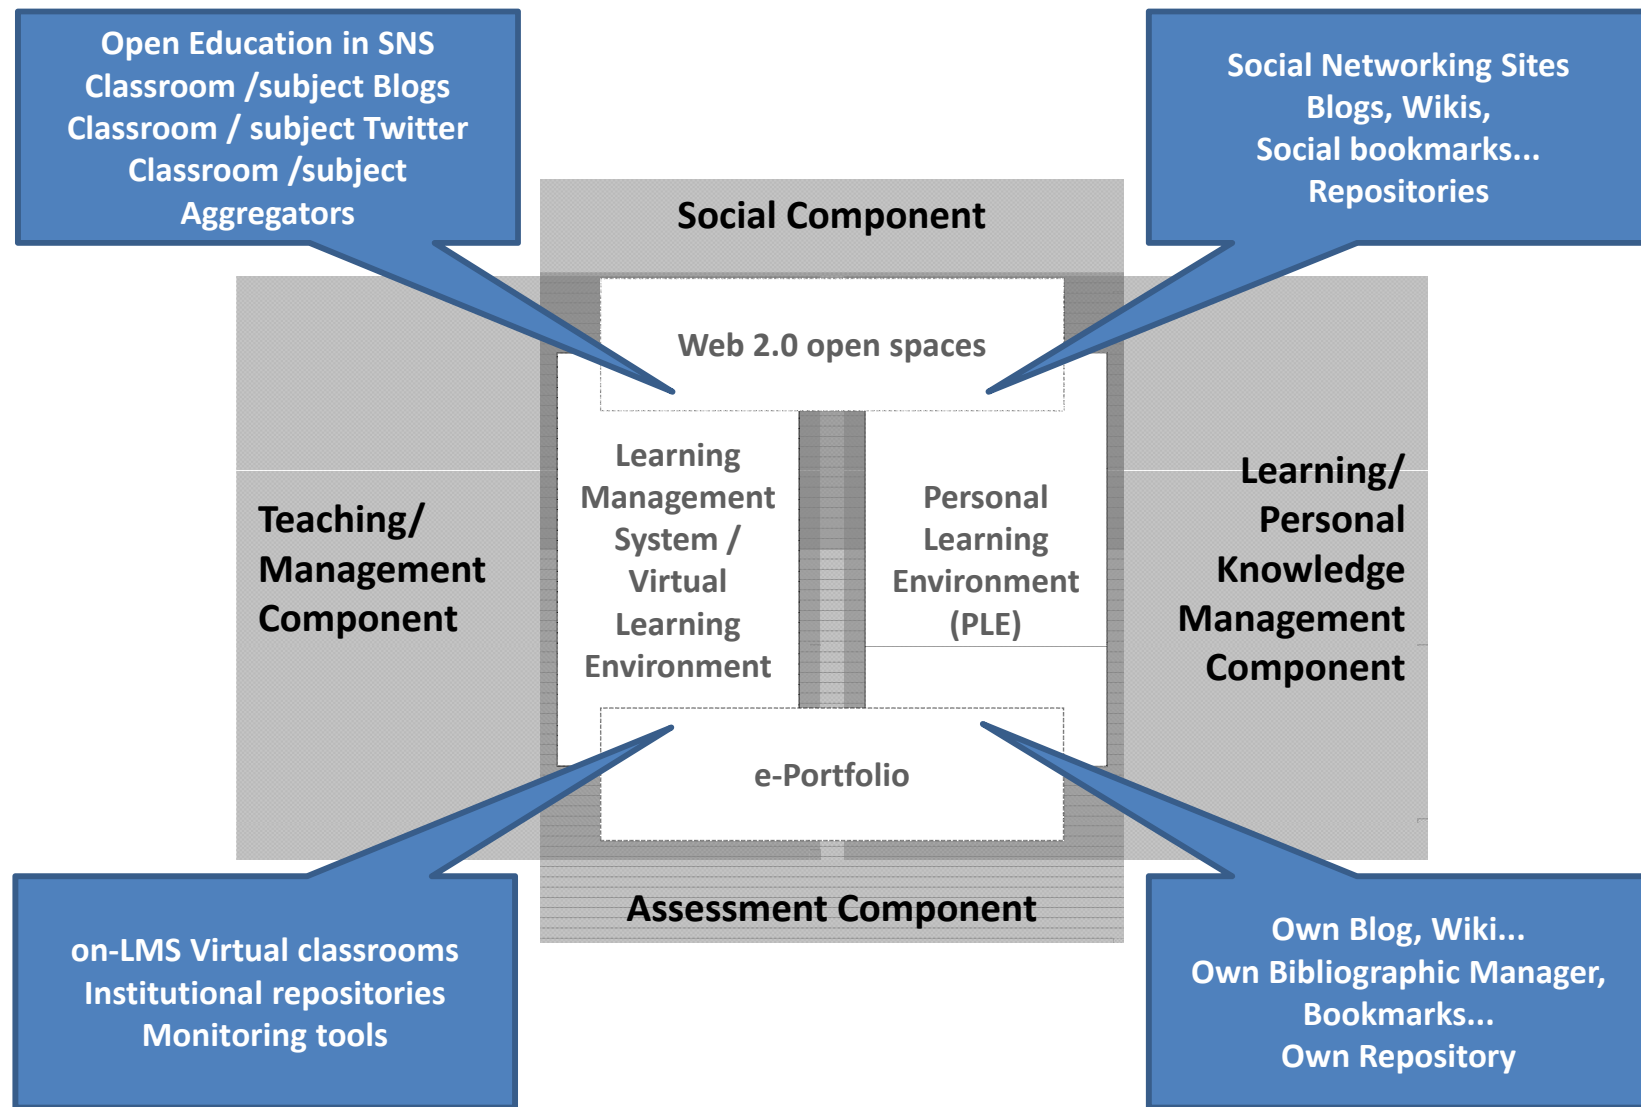 Open Education in SNS
Classroom /subject Blogs
Classroom / subject Twitter
Classroom /subject
Aggregators
Social Networking Sites
Blogs, Wikis,
Social bookmarks...
Repositories
Social Component
Web 2.0 open spaces
Teaching/
Management
Component
Learning
Management
System /
Virtual
Learning
Environment
Personal
Learning
Environment
(PLE)
Learning/
Personal
Knowledge
Management
Component
e-Portfolio
Assessment Component
on-LMS Virtual classrooms
Institutional repositories
Monitoring tools
Own Blog, Wiki...
Own Bibliographic Manager,
Bookmarks...
Own Repository